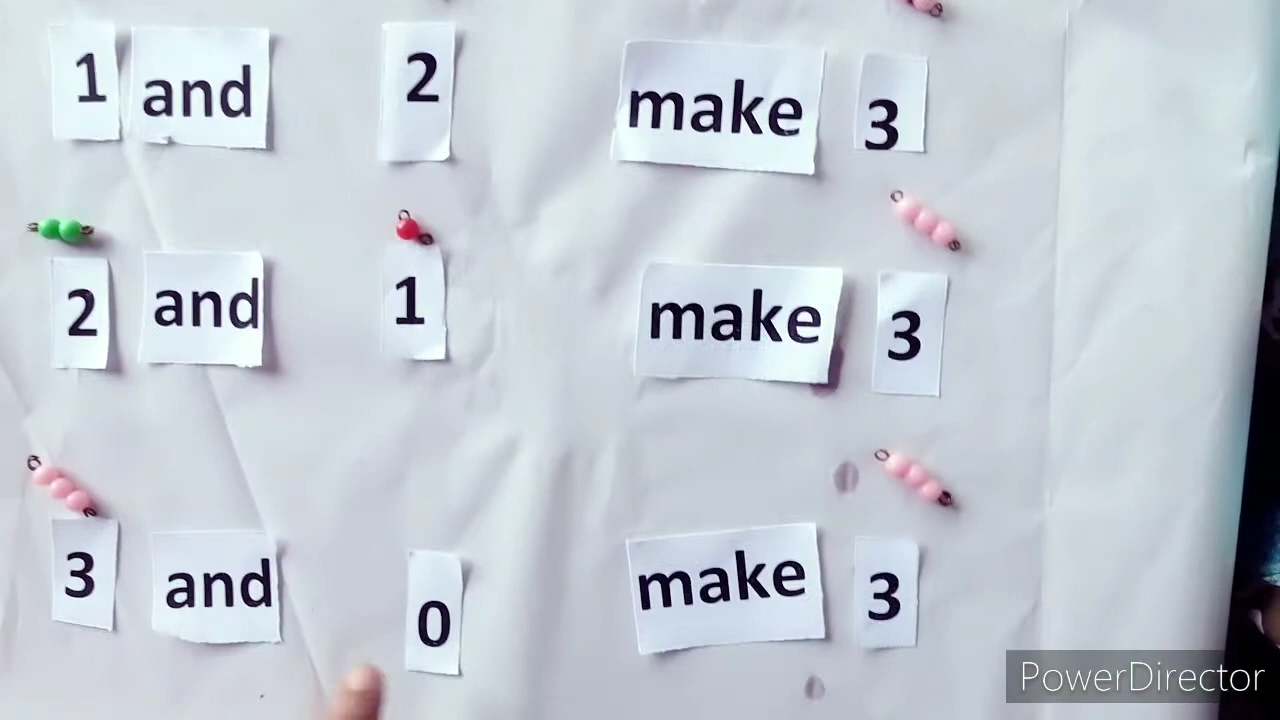 1 and 2 make 3
2 and 1 make 3
3 and 0 make 3
PowerDirector